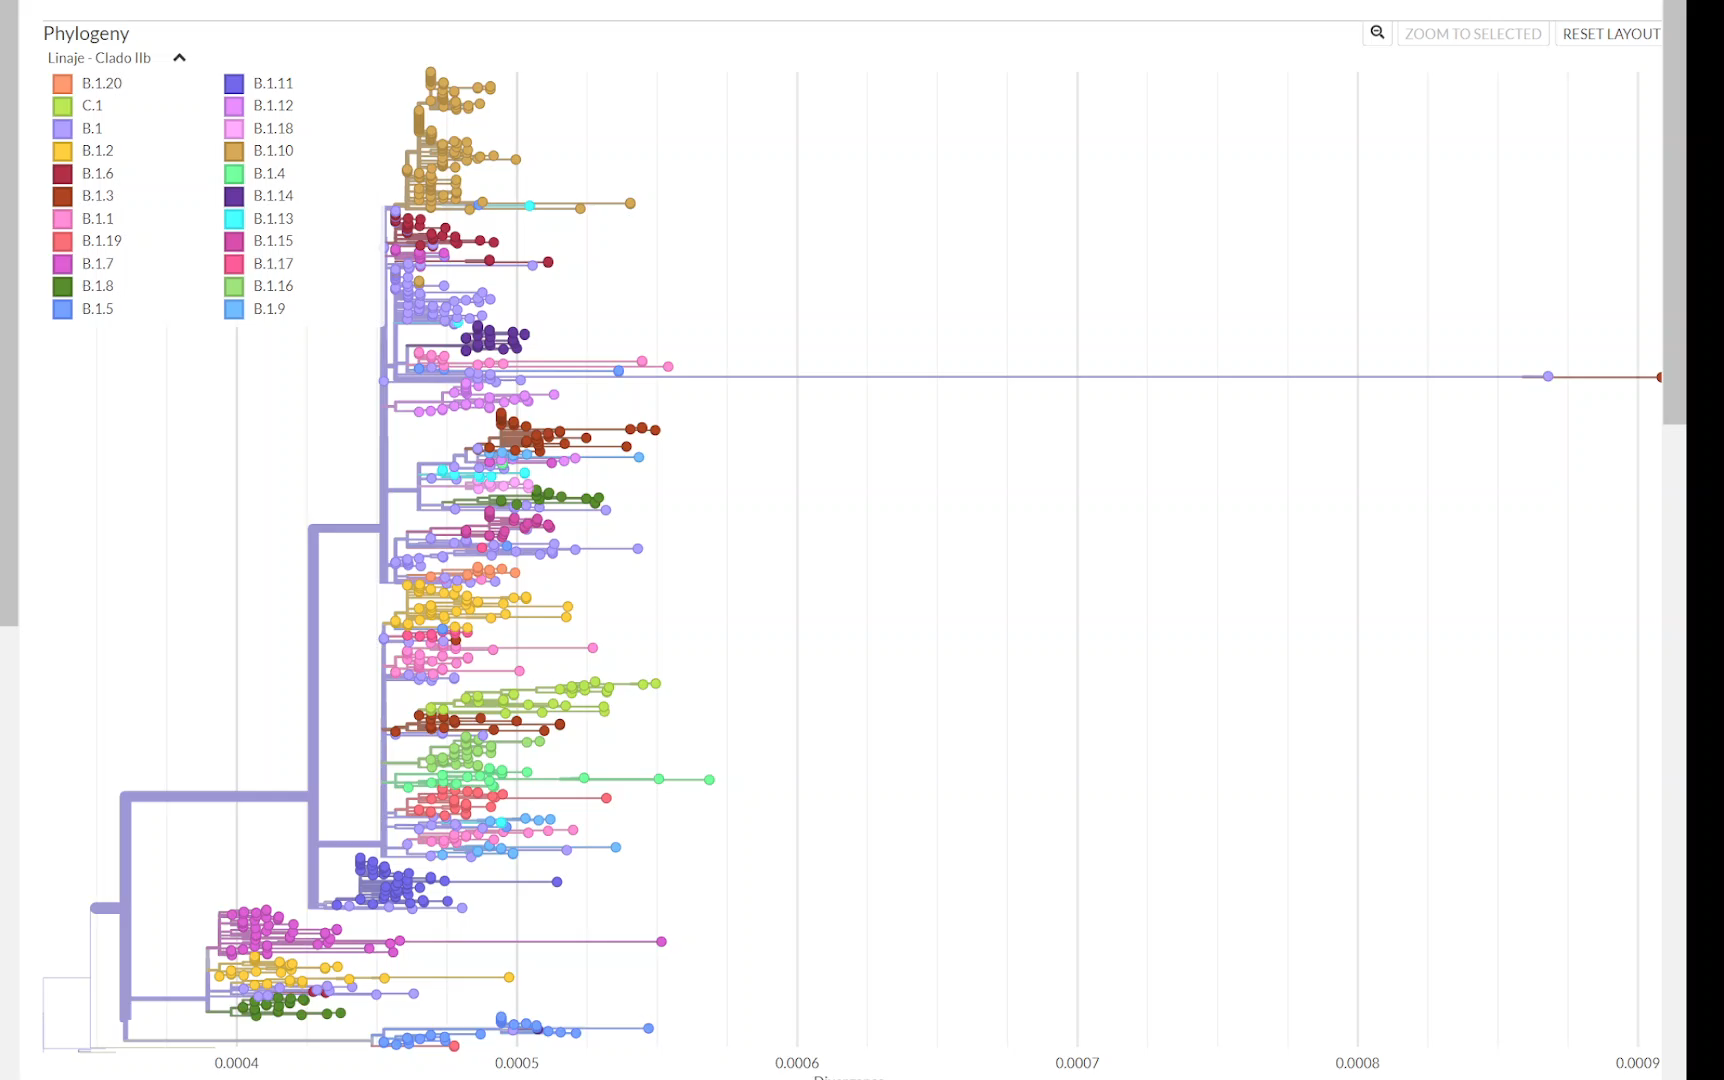 Phylogeny
ZOOM TO SELECTED
RESET LAYOUT
Linaje - Clado IIb
B.1.20
C.1
B.1
B.1.2
B.1.6
B.1.3
B.1.1
B.1.19
B.1.7
B.1.8
B.1.5
B.1.11
B.1.12
B.1.18
B.1.10
B.1.4
B.1.14
B.1.13
B.1.15
B.1.17
B.1.16
B.1.9
0.0004 0.0005 0.0006 0.0007 0.0008 0.0009